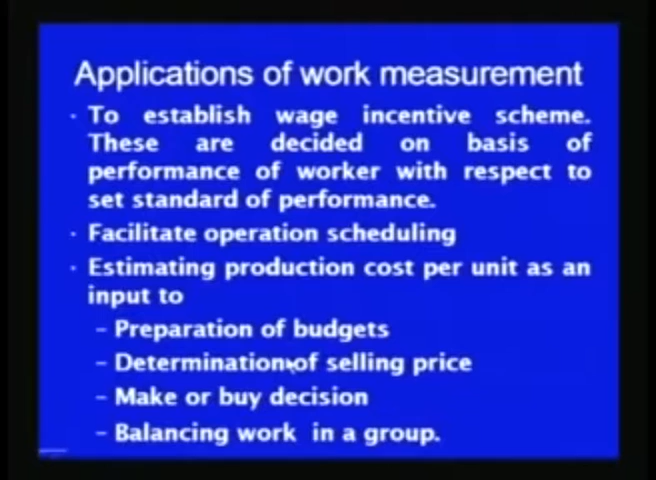 Applications of work measurement
· To establish wage incentive scheme.
These are decided on basis of
performance of worker with respect to
set standard of performance.
· Facilitate operation scheduling
· Estimating production cost per unit as an
input to
– Preparation of budgets
– Determination of selling price
– Make or buy decision
– Balancing work in a group.